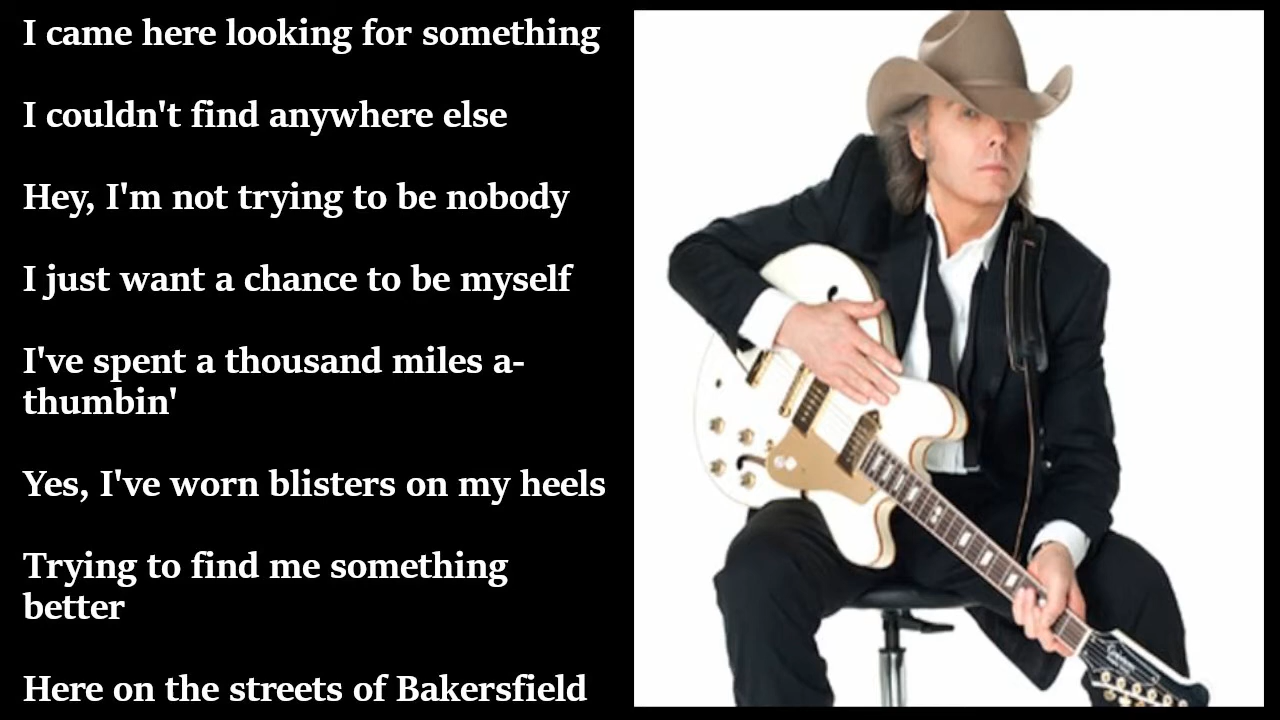 I came here looking for something
I couldn't find anywhere else
Hey, I'm not trying to be nobody
I just want a chance to be myself
I've spent a thousand miles a-
thumbin'
Yes, I've worn blisters on my heels
Trying to find me something
better
Here on the streets of Bakersfield